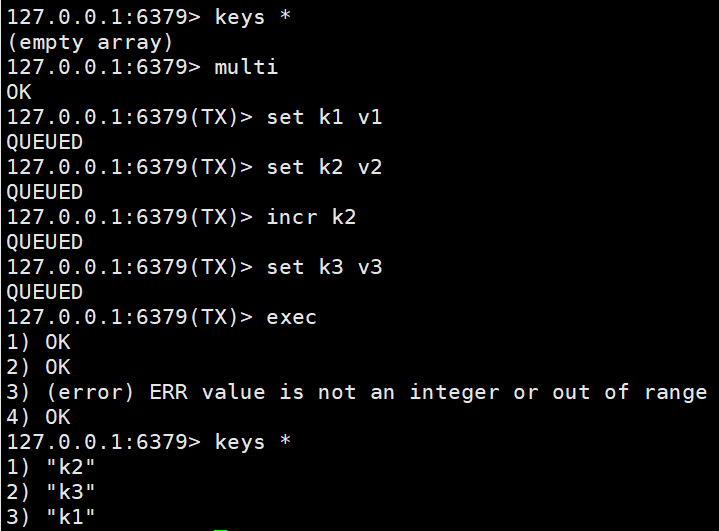 127.0.0.1:6379> keys *
(empty array)
127.0.0.1:6379> multi
OK
127.0.0.1:6379(TX)> set k1 v1
QUEUED
127.0.0.1:6379(TX)> set k2 v2
QUEUED
127.0.0.1:6379(TX)> incr k2
QUEUED
127.0.0.1:6379(TX)> set k3 v3
QUEUED
127.0.0.1:6379(TX)> exec
1) OK
2) OK
3) (error) ERR value is not an integer or out of range
4) OK
127.0.0.1:6379> keys *
1) "k2"
2) "k3"
3) "k1"